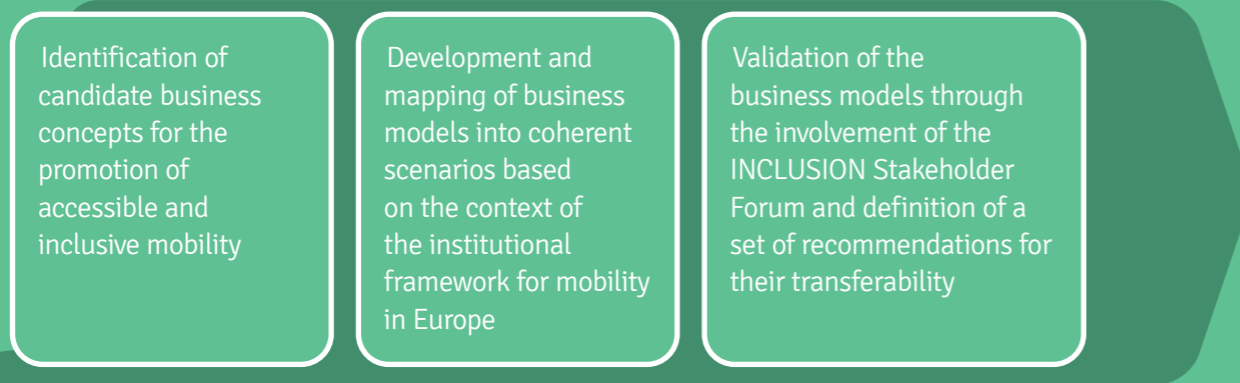 Identification of
candidate business
concepts for the
promotion of
accessible and
inclusive mobility
Development and
mapping of business
models into coherent
scenarios based
on the context of
the institutional
framework for mobility
in Europe
Validation of the
business models through
the involvement of the
INCLUSION Stakeholder
Forum and definition of a
set of recommendations for
their transferability